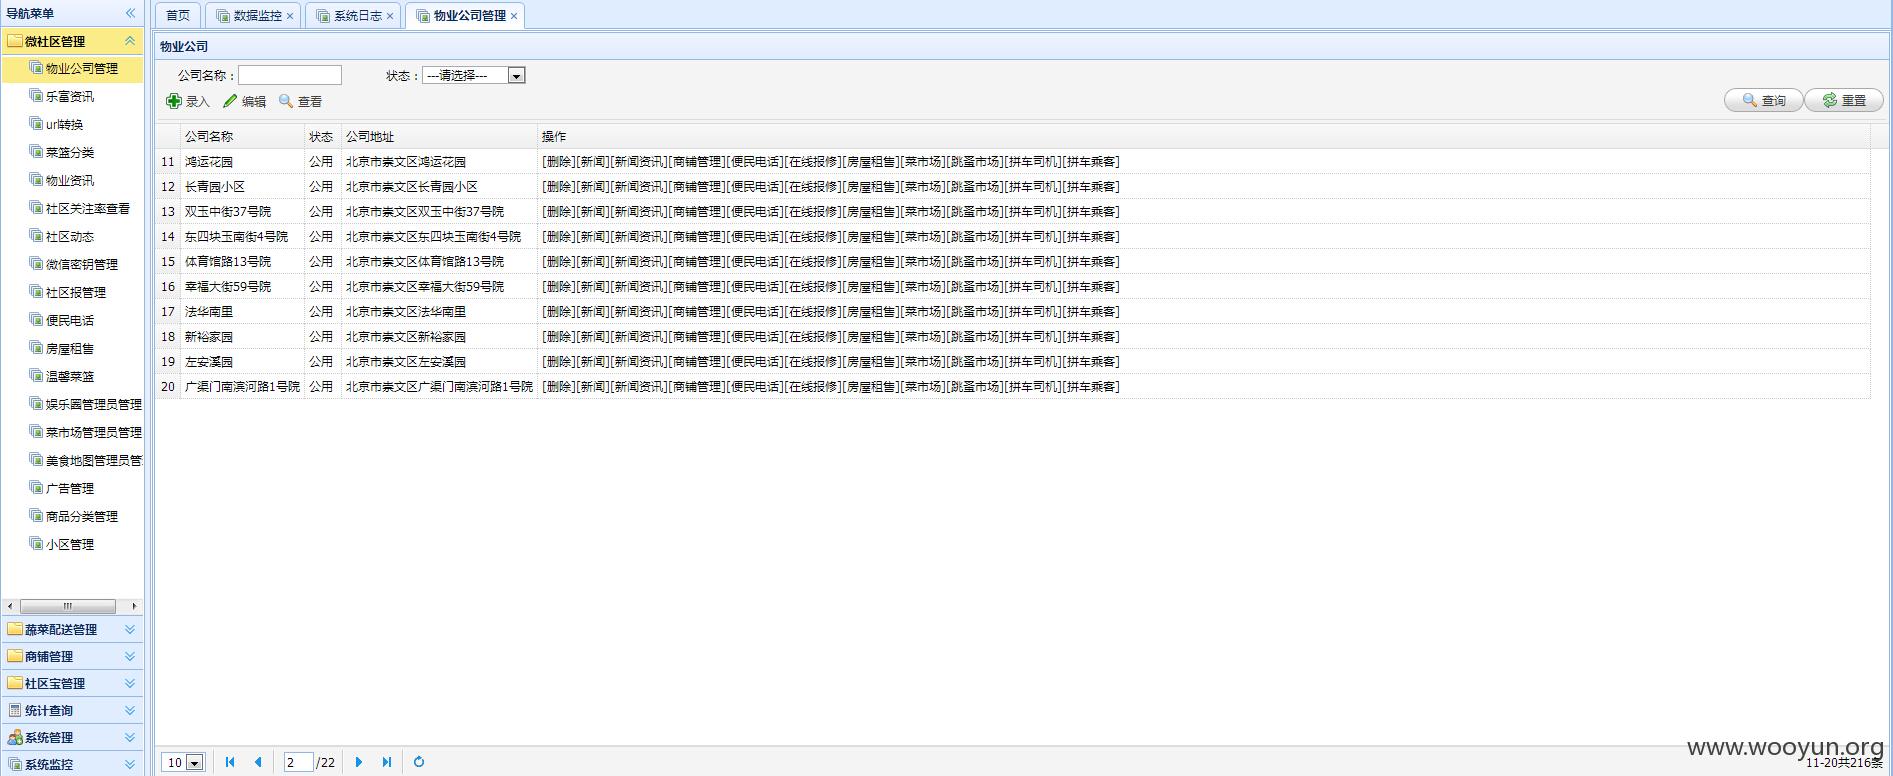 导航菜单
微社区管理
物业公司管理
乐富资讯
url转换
菜篮分类
物业资讯
社区关注率查看
社区动态
微信密钥管理
社区报管理
便民电话
房屋租售
温馨菜篮
娱乐圈管理员管理
菜市场管理员管理
美食地图管理员管
广告管理
商品分类管理
小区管理
蔬菜配送管理
商铺管理
社区宝管理
统计查询
系统管理
系统监控
首页 数据监控 × 系统日志 × 物业公司管理 ×
物业公司
公司名称： 状态： ---请选择---
录入 编辑 查看 查询 重置
公司名称 状态 公司地址 操作
11 鸿运花园 公用 北京市崇文区鸿运花园 [删除][新闻][新闻资讯][商铺管理][便民电话][在线报修][房屋租售][菜市场][跳蚤市场][拼车司机][拼车乘客]
12 长青园小区 公用 北京市崇文区长青园小区 [删除][新闻][新闻资讯][商铺管理][便民电话][在线报修][房屋租售][菜市场][跳蚤市场][拼车司机][拼车乘客]
13 双玉中街37号院 公用 北京市崇文区双玉中街37号院 [删除][新闻][新闻资讯][商铺管理][便民电话][在线报修][房屋租售][菜市场][跳蚤市场][拼车司机][拼车乘客]
14 东四块玉南街4号院 公用 北京市崇文区东四块玉南街4号院 [删除][新闻][新闻资讯][商铺管理][便民电话][在线报修][房屋租售][菜市场][跳蚤市场][拼车司机][拼车乘客]
15 体育馆路13号院 公用 北京市崇文区体育馆路13号院 [删除][新闻][新闻资讯][商铺管理][便民电话][在线报修][房屋租售][菜市场][跳蚤市场][拼车司机][拼车乘客]
16 幸福大街59号院 公用 北京市崇文区幸福大街59号院 [删除][新闻][新闻资讯][商铺管理][便民电话][在线报修][房屋租售][菜市场][跳蚤市场][拼车司机][拼车乘客]
17 法华南里 公用 北京市崇文区法华南里 [删除][新闻][新闻资讯][商铺管理][便民电话][在线报修][房屋租售][菜市场][跳蚤市场][拼车司机][拼车乘客]
18 新裕家园 公用 北京市崇文区新裕家园 [删除][新闻][新闻资讯][商铺管理][便民电话][在线报修][房屋租售][菜市场][跳蚤市场][拼车司机][拼车乘客]
19 左安溪园 公用 北京市崇文区左安溪园 [删除][新闻][新闻资讯][商铺管理][便民电话][在线报修][房屋租售][菜市场][跳蚤市场][拼车司机][拼车乘客]
20 广渠门南滨河路1号院 公用 北京市崇文区广渠门南滨河路1号院 [删除][新闻][新闻资讯][商铺管理][便民电话][在线报修][房屋租售][菜市场][跳蚤市场][拼车司机][拼车乘客]
10 2 /22
www.wooyun.org
11-20共216条